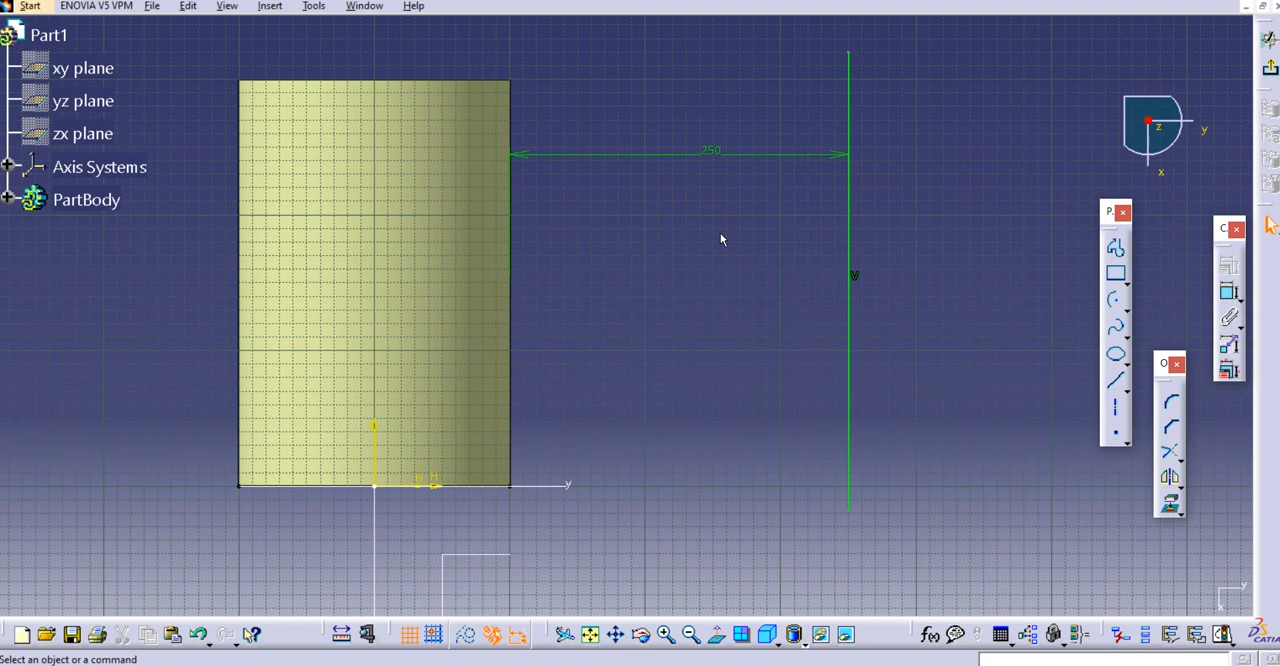 Start ENOVIA V5 VPM File Edit Insert Tools Window Help
Part1
xy plane
yz plane
zx plane
Axis Systems
PartBody
250
V
H
y
z
y
x
P.
C.
O
y
x
f(x)
CATIA
Select an object or a command